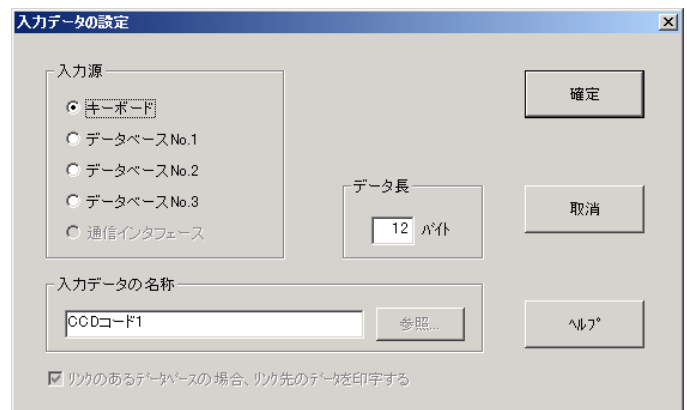 入力データの設定
入力源
キーボード
データベースNo.1
データベースNo.2
データベースNo.3
通信インタフェース
データ長
12 バイト
入力データの名称
CCDコード1
参照...
リンクのあるデータベースの場合、リンク先のデータを印字する
確定
取消
ヘルプ